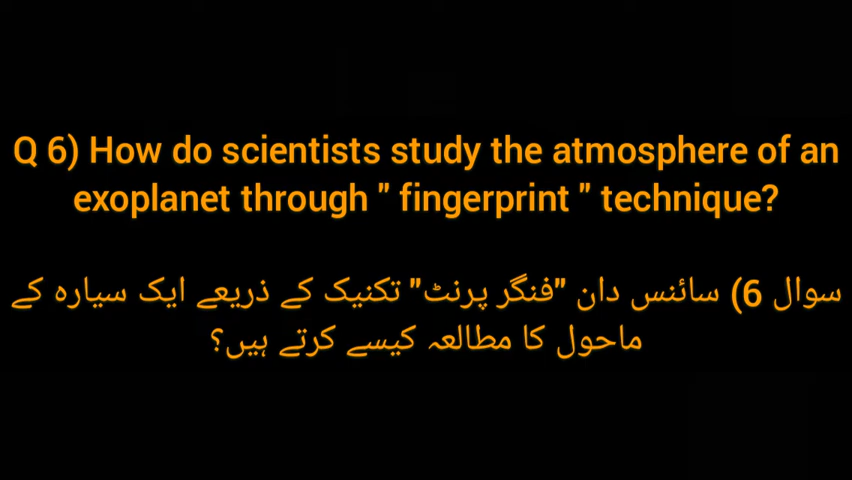 Q 6) How do scientists study the atmosphere of an
exoplanet through " fingerprint " technique?
سوال 6) سائنس دان "فنگر پرنٹ" تکنیک کے ذریعے ایک سیارہ کے
ماحول کا مطالعہ کیسے کرتے ہیں؟